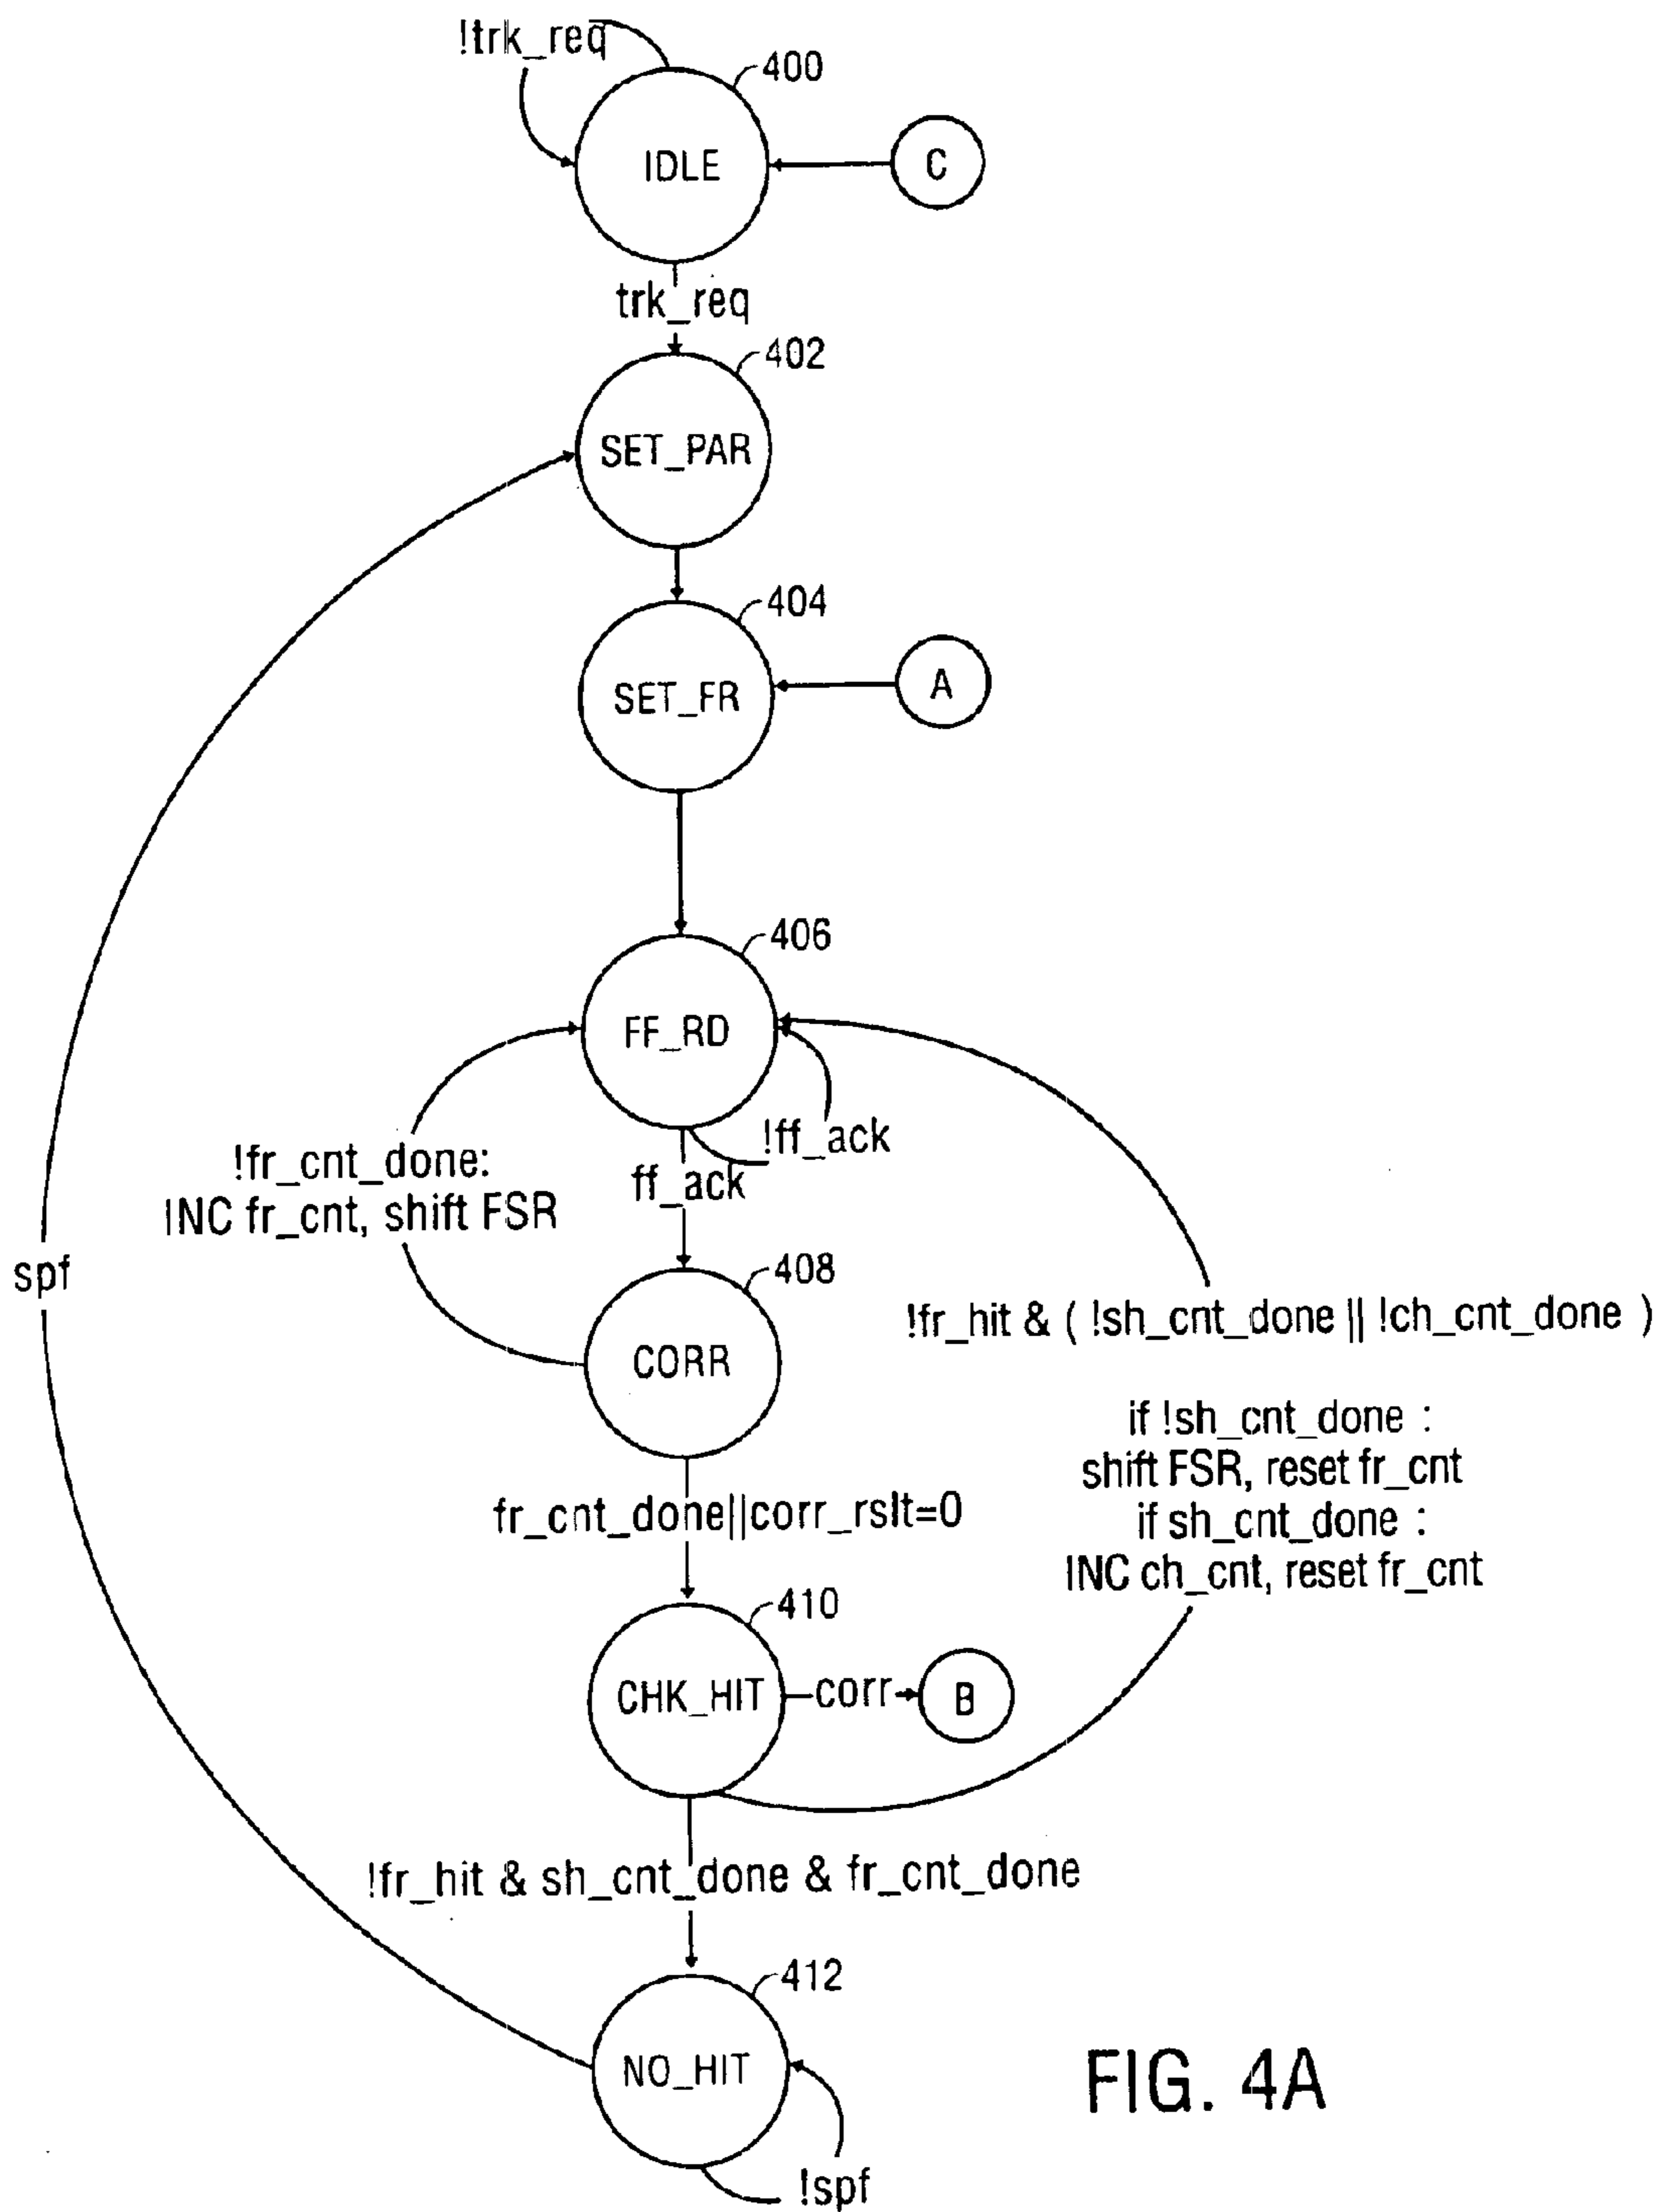 !trk_req
400
IDLE
C
trk_req
402
SET_PAR
404
SET_FR
A
406
FF_RD
!ff_ack
ff_ack
!fr_cnt_done:
INC fr_cnt, shift FSR
spf
408
CORR
!fr_hit & ( !sh_cnt_done || !ch_cnt_done )
if !sh_cnt_done :
shift FSR, reset fr_cnt
if sh_cnt_done :
INC ch_cnt, reset fr_cnt
fr_cnt_done||corr_rslt=0
410
CHK_HIT
corr
B
!fr_hit & sh_cnt_done & fr_cnt_done
412
NO_HIT
!spf
FIG. 4A